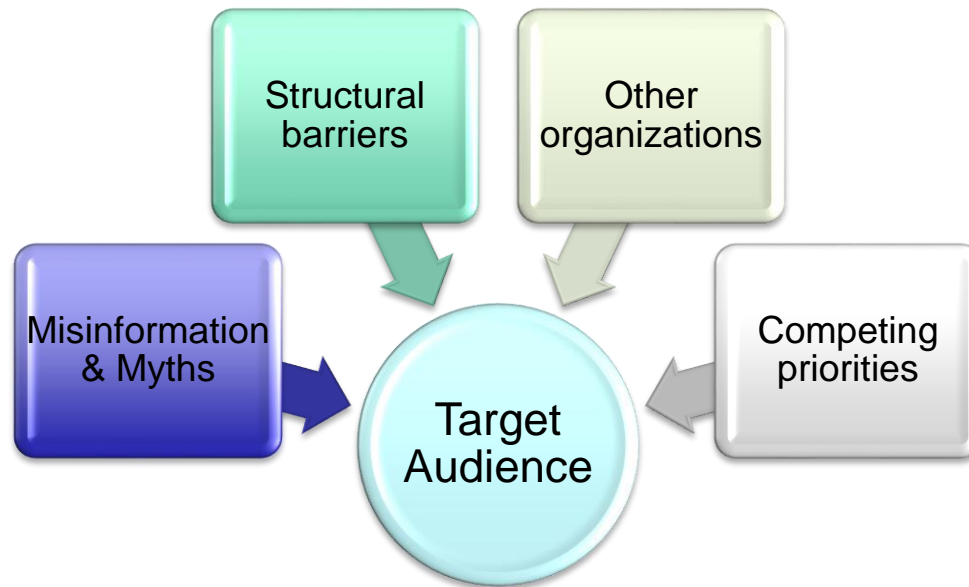 Structural
barriers
Other
organizations
Misinformation
& Myths
Competing
priorities
Target
Audience